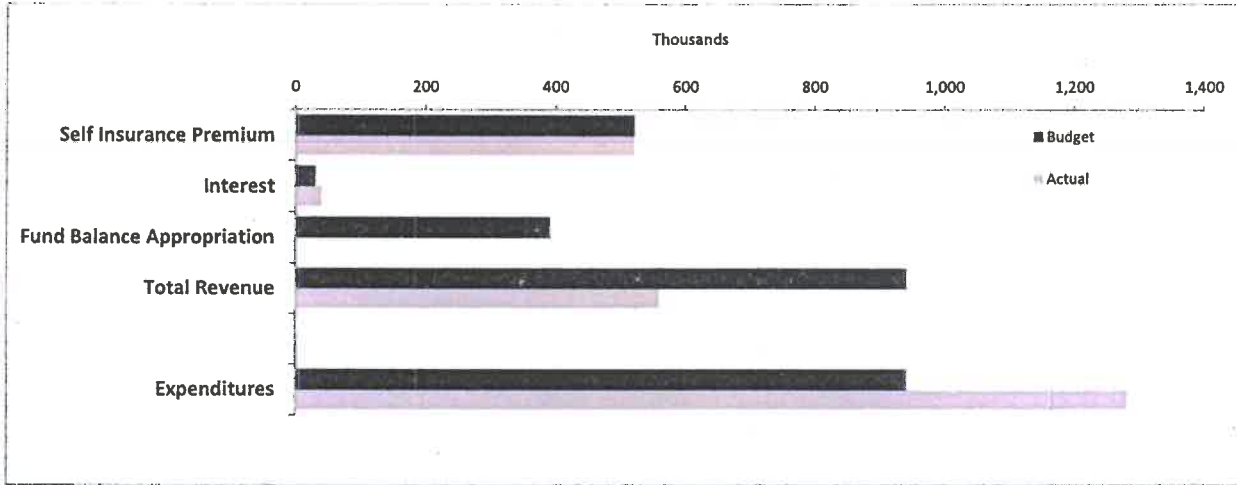 Thousands
0 200 400 600 800 1,000 1,200 1,400
Self Insurance Premium
Budget
Interest
Actual
Fund Balance Appropriation
Total Revenue
Expenditures